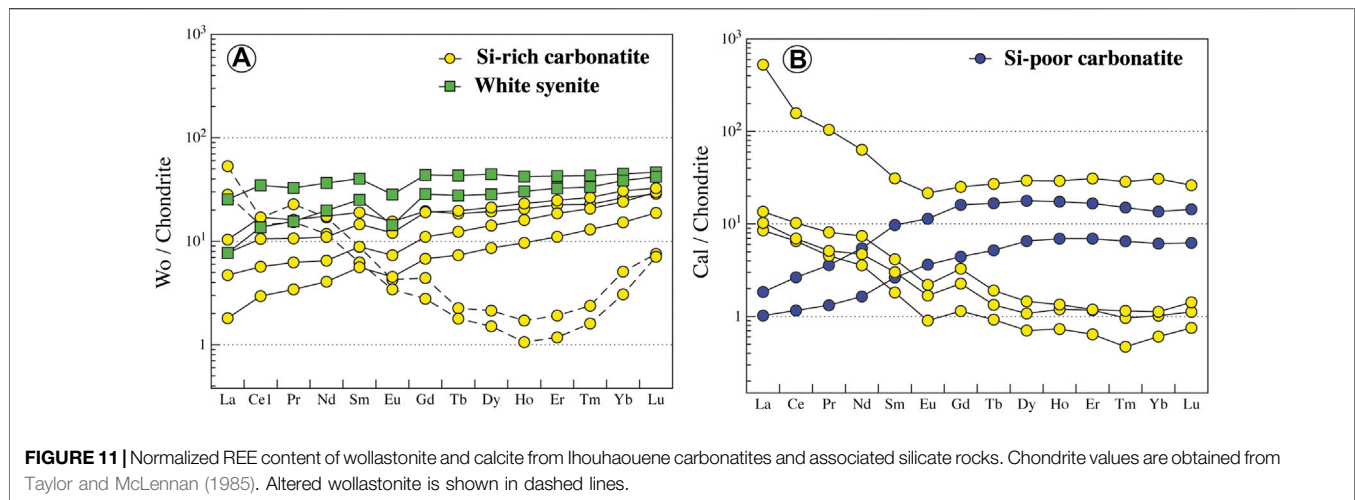 A
Si-rich carbonatite
White syenite
10³
10²
10¹
1
Wo / Chondrite
La Ce1 Pr Nd Sm Eu Gd Tb Dy Ho Er Tm Yb Lu
B
Si-poor carbonatite
10³
10²
10¹
1
Cal / Chondrite
La Ce Pr Nd Sm Eu Gd Tb Dy Ho Er Tm Yb Lu
FIGURE 11 | Normalized REE content of wollastonite and calcite from Ihouhaouene carbonatites and associated silicate rocks. Chondrite values are obtained from
Taylor and McLennan (1985). Altered wollastonite is shown in dashed lines.